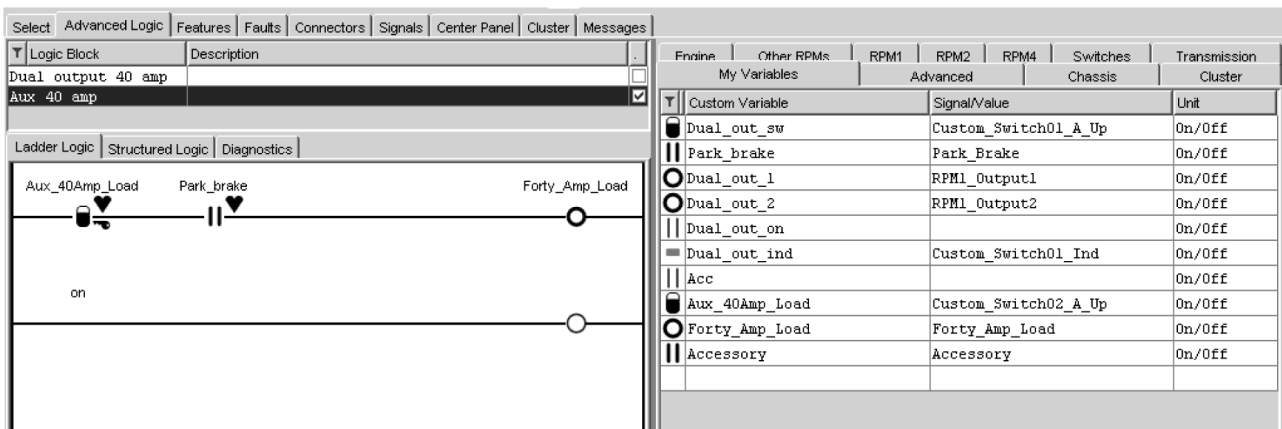 Select Advanced Logic Features Faults Connectors Signals Center Panel Cluster Messages
Logic Block Description .
Dual output 40 amp
Aux 40 amp
Ladder Logic Structured Logic Diagnostics
Aux_40Amp_Load Park_brake Forty_Amp_Load
on
Engine Other RPMs RPM1 RPM2 RPM4 Switches Transmission
My Variables Advanced Chassis Cluster
Custom Variable Signal/Value Unit
Dual_out_sw Custom_Switch01_A_Up On/Off
Park_brake Park_Brake On/Off
Dual_out_1 RPM1_Output1 On/Off
Dual_out_2 RPM1_Output2 On/Off
Dual_out_on On/Off
Dual_out_ind Custom_Switch01_Ind On/Off
Acc On/Off
Aux_40Amp_Load Custom_Switch02_A_Up On/Off
Forty_Amp_Load Forty_Amp_Load On/Off
Accessory Accessory On/Off